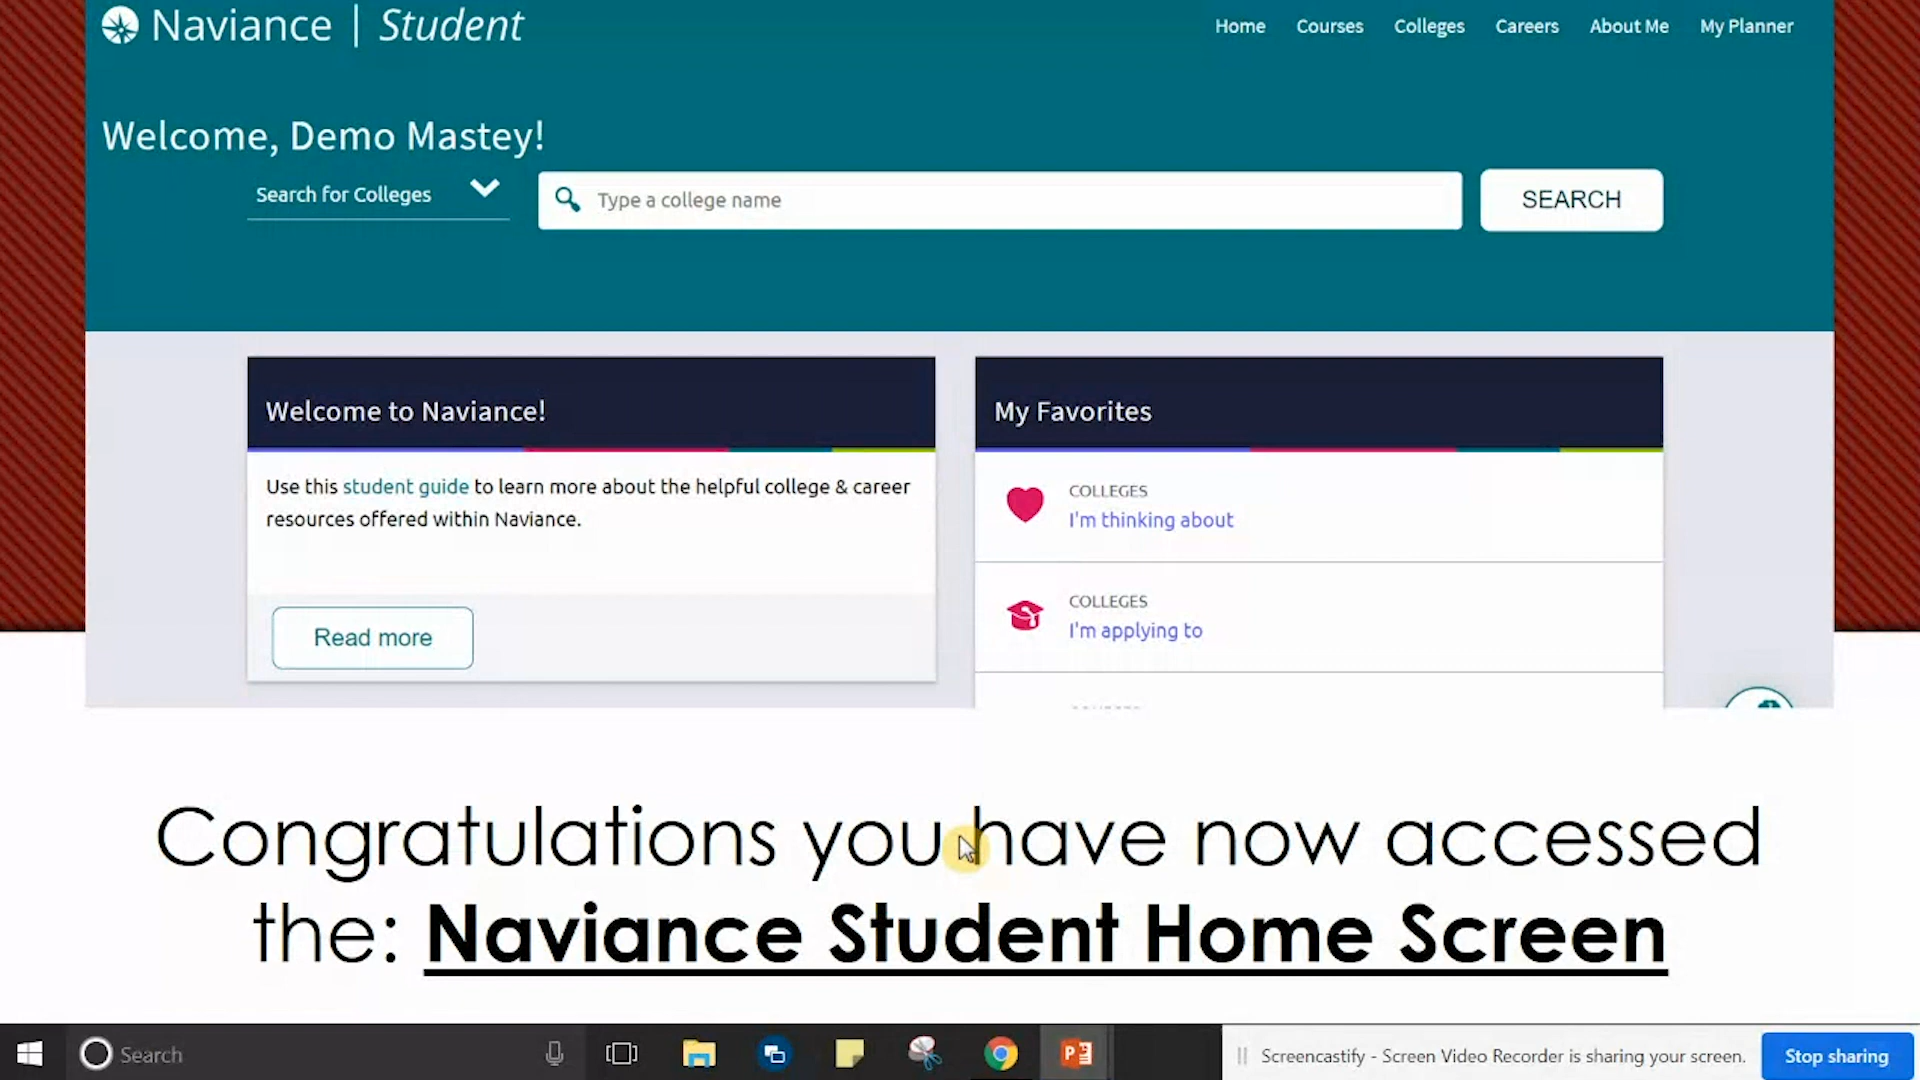 Naviance | Student
Home Courses Colleges Careers About Me My Planner
Welcome, Demo Mastey!
Search for Colleges
Type a college name
SEARCH
Welcome to Naviance!
Use this student guide to learn more about the helpful college & career
resources offered within Naviance.
Read more
My Favorites
COLLEGES
I'm thinking about
COLLEGES
I'm applying to
Congratulations you have now accessed
the: Naviance Student Home Screen
Search
Screencastify - Screen Video Recorder is sharing your screen.
Stop sharing